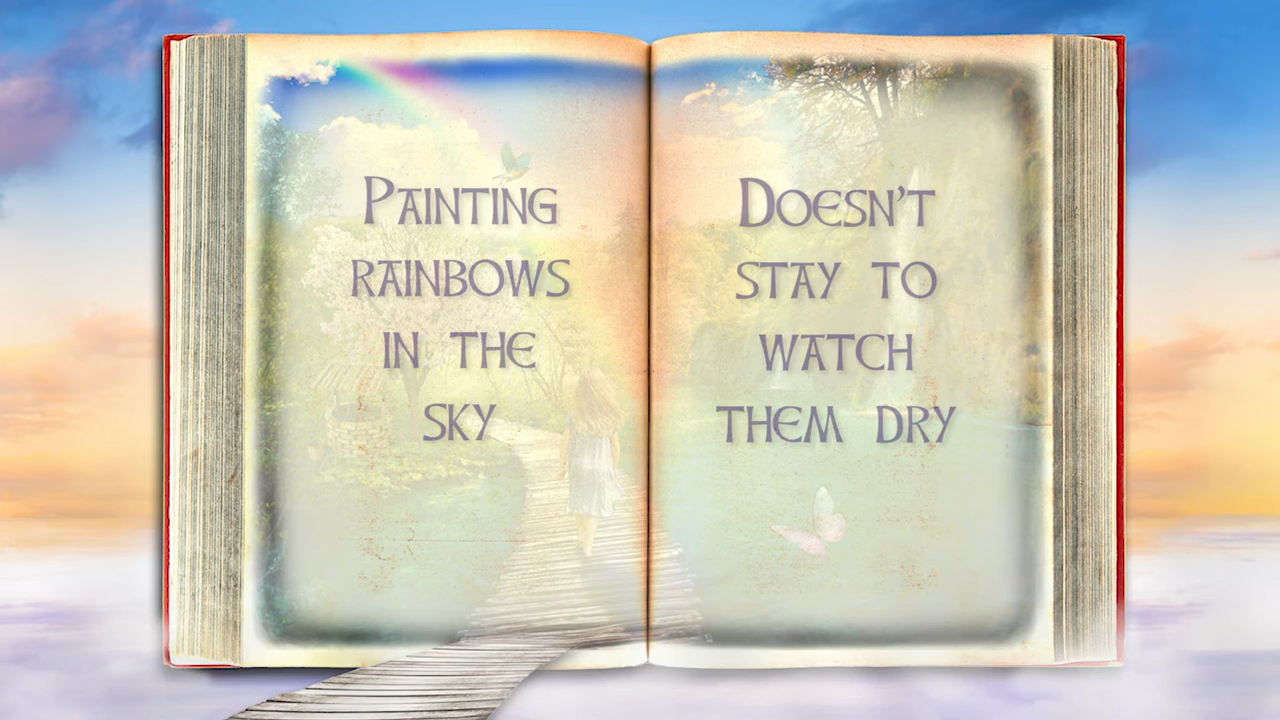 Painting
rainbows
in the
sky
Doesn't
stay to
watch
them dry